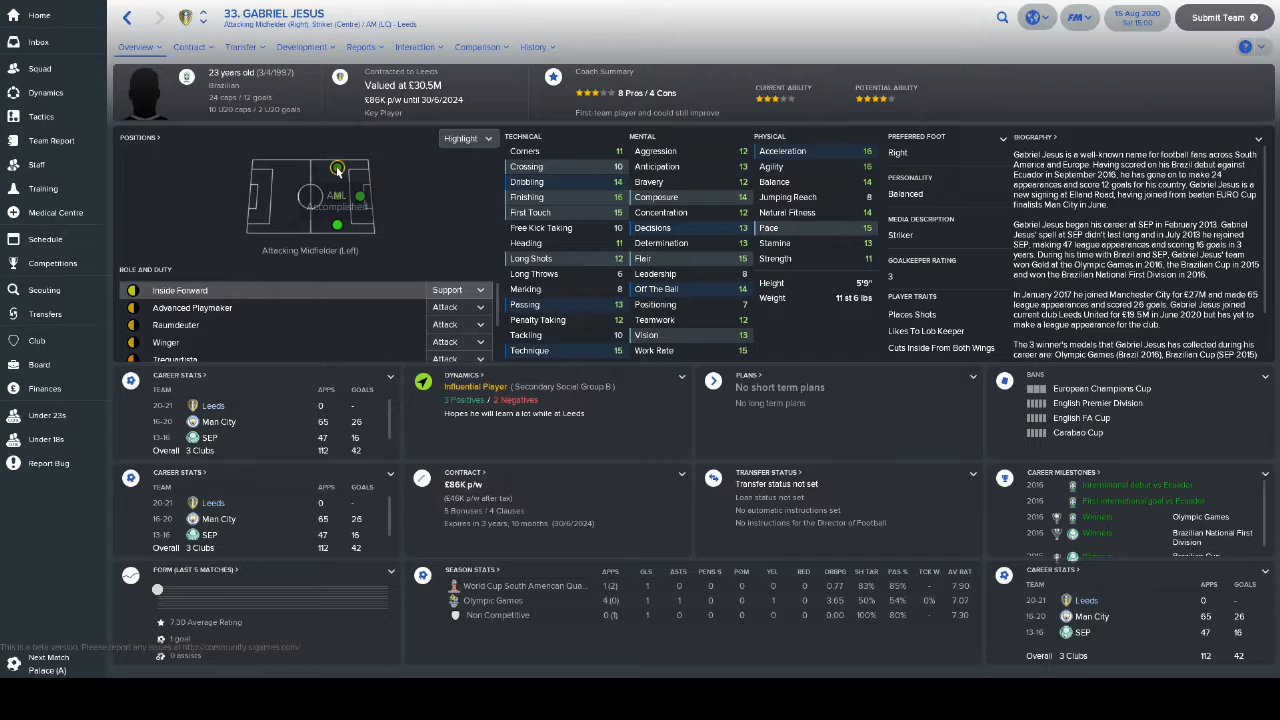 Home
Inbox
Squad
Dynamics
Tactics
Team Report
Staff
Training
Medical Centre
Schedule
Competitions
Scouting
Transfers
Club
Board
Finances
Under 23s
Under 18s
Report Bug
Next Match
Palace (A)
33. GABRIEL JESUS
Attacking Midfielder (Right), Striker (Centre) / AM (LC) - Leeds
FM
15 Aug 2020
Sat 15:00
Submit Team
Overview Contract Transfer Development Reports Interaction Comparison History
?
23 years old (3/4/1997)
Brazilian
24 caps / 12 goals
10 U20 caps / 2 U20 goals
Contracted to Leeds
Valued at £30.5M
£86K p/w until 30/6/2024
Key Player
Coach Summary
8 Pros / 4 Cons
First-team player and could still improve
CURRENT ABILITY
POTENTIAL ABILITY
POSITIONS >
Highlight
AML
Accomplished
Attacking Midfielder (Left)
ROLE AND DUTY
Inside Forward Support
Advanced Playmaker Attack
Raumdeuter Attack
Winger Attack
Trequartista Attack
TECHNICAL
Corners 11
Crossing 10
Dribbling 14
Finishing 16
First Touch 15
Free Kick Taking 10
Heading 11
Long Shots 12
Long Throws 6
Marking 8
Passing 13
Penalty Taking 12
Tackling 10
Technique 15
MENTAL
Aggression 12
Anticipation 13
Bravery 12
Composure 14
Concentration 12
Decisions 13
Determination 13
Flair 15
Leadership 8
Off The Ball 14
Positioning 7
Teamwork 12
Vision 13
Work Rate 15
PHYSICAL
Acceleration 16
Agility 16
Balance 14
Jumping Reach 8
Natural Fitness 14
Pace 15
Stamina 13
Strength 11
Height 5'9"
Weight 11 st 6 lbs
PREFERRED FOOT
Right
PERSONALITY
Balanced
MEDIA DESCRIPTION
Striker
GOALKEEPER RATING
3
PLAYER TRAITS
Places Shots
Likes To Lob Keeper
Cuts Inside From Both Wings
BIOGRAPHY >
Gabriel Jesus is a well-known name for football fans across South
America and Europe. Having scored on his Brazil debut against
Ecuador in September 2016, he has gone on to make 24
appearances and score 12 goals for his country. Gabriel Jesus is a
new hero at Elland Road, having joined from beaten EURO Cup
finalists Man City in June.
Gabriel Jesus began his career at SEP in February 2013. Gabriel
Jesus' spell at SEP didn't last long and in July 2013 he rejoined
SEP, making 47 league appearances and scoring 16 goals in 3
years. During his time with Brazil and SEP, Gabriel Jesus' team
won Gold at the Olympic Games in 2016, the Brazilian Cup in 2015
and won the Brazilian National First Division in 2016.
In January 2017 he joined Manchester City for £27M and made 65
league appearances and scored 26 goals. Gabriel Jesus joined
current club Leeds United for £19.5M in June 2020 but has yet to
make a league appearance for the club.
The 3 winner's medals that Gabriel Jesus has collected during his
career are: Olympic Games (Brazil 2016), Brazilian Cup (SEP 2015)
CAREER STATS >
TEAM APPS GOALS
20-21 Leeds 0 -
16-20 Man City 65 26
13-16 SEP 47 16
Overall 3 Clubs 112 42
DYNAMICS >
Influential Player ( Secondary Social Group B )
3 Positives / 2 Negatives
Hopes he will learn a lot while at Leeds
PLANS >
No short term plans
No long term plans
BANS
European Champions Cup
English Premier Division
English FA Cup
Carabao Cup
CAREER STATS >
TEAM APPS GOALS
20-21 Leeds 0 -
16-20 Man City 65 26
13-16 SEP 47 16
Overall 3 Clubs 112 42
CONTRACT >
£86K p/w
(£46K p/w after tax)
5 Bonuses / 4 Clauses
Expires in 3 years, 10 months (30/6/2024)
TRANSFER STATUS >
Transfer status not set
Loan status not set
No automatic instructions set
No instructions for the Director of Football
CAREER MILESTONES >
2016 International debut vs Ecuador
2016 First international goal vs Ecuador
2016 Winners Olympic Games
2016 Winners Brazilian National First
Division
2015 Winners Brazilian Cup
FORM (LAST 5 MATCHES) >
7.30 Average Rating
1 goal
0 assists
This is a beta version. Please report any issues at http://community.sigames.com/
SEASON STATS > APPS GLS ASTS PENS S POM YEL RED DRBPG SH TAR PAS % TCK W AV RAT
World Cup South American Qua... 1 (2) 1 0 0 0 0 0 0.77 83% 85% - 7.90
Olympic Games 4 (0) 1 1 0 0 1 0 3.65 50% 54% 0% 7.07
Non Competitive 0 (1) 1 0 0 0 0 0 0.00 100% 80% - 7.30
CAREER STATS >
TEAM APPS GOALS
20-21 Leeds 0 -
16-20 Man City 65 26
13-16 SEP 47 16
Overall 3 Clubs 112 42